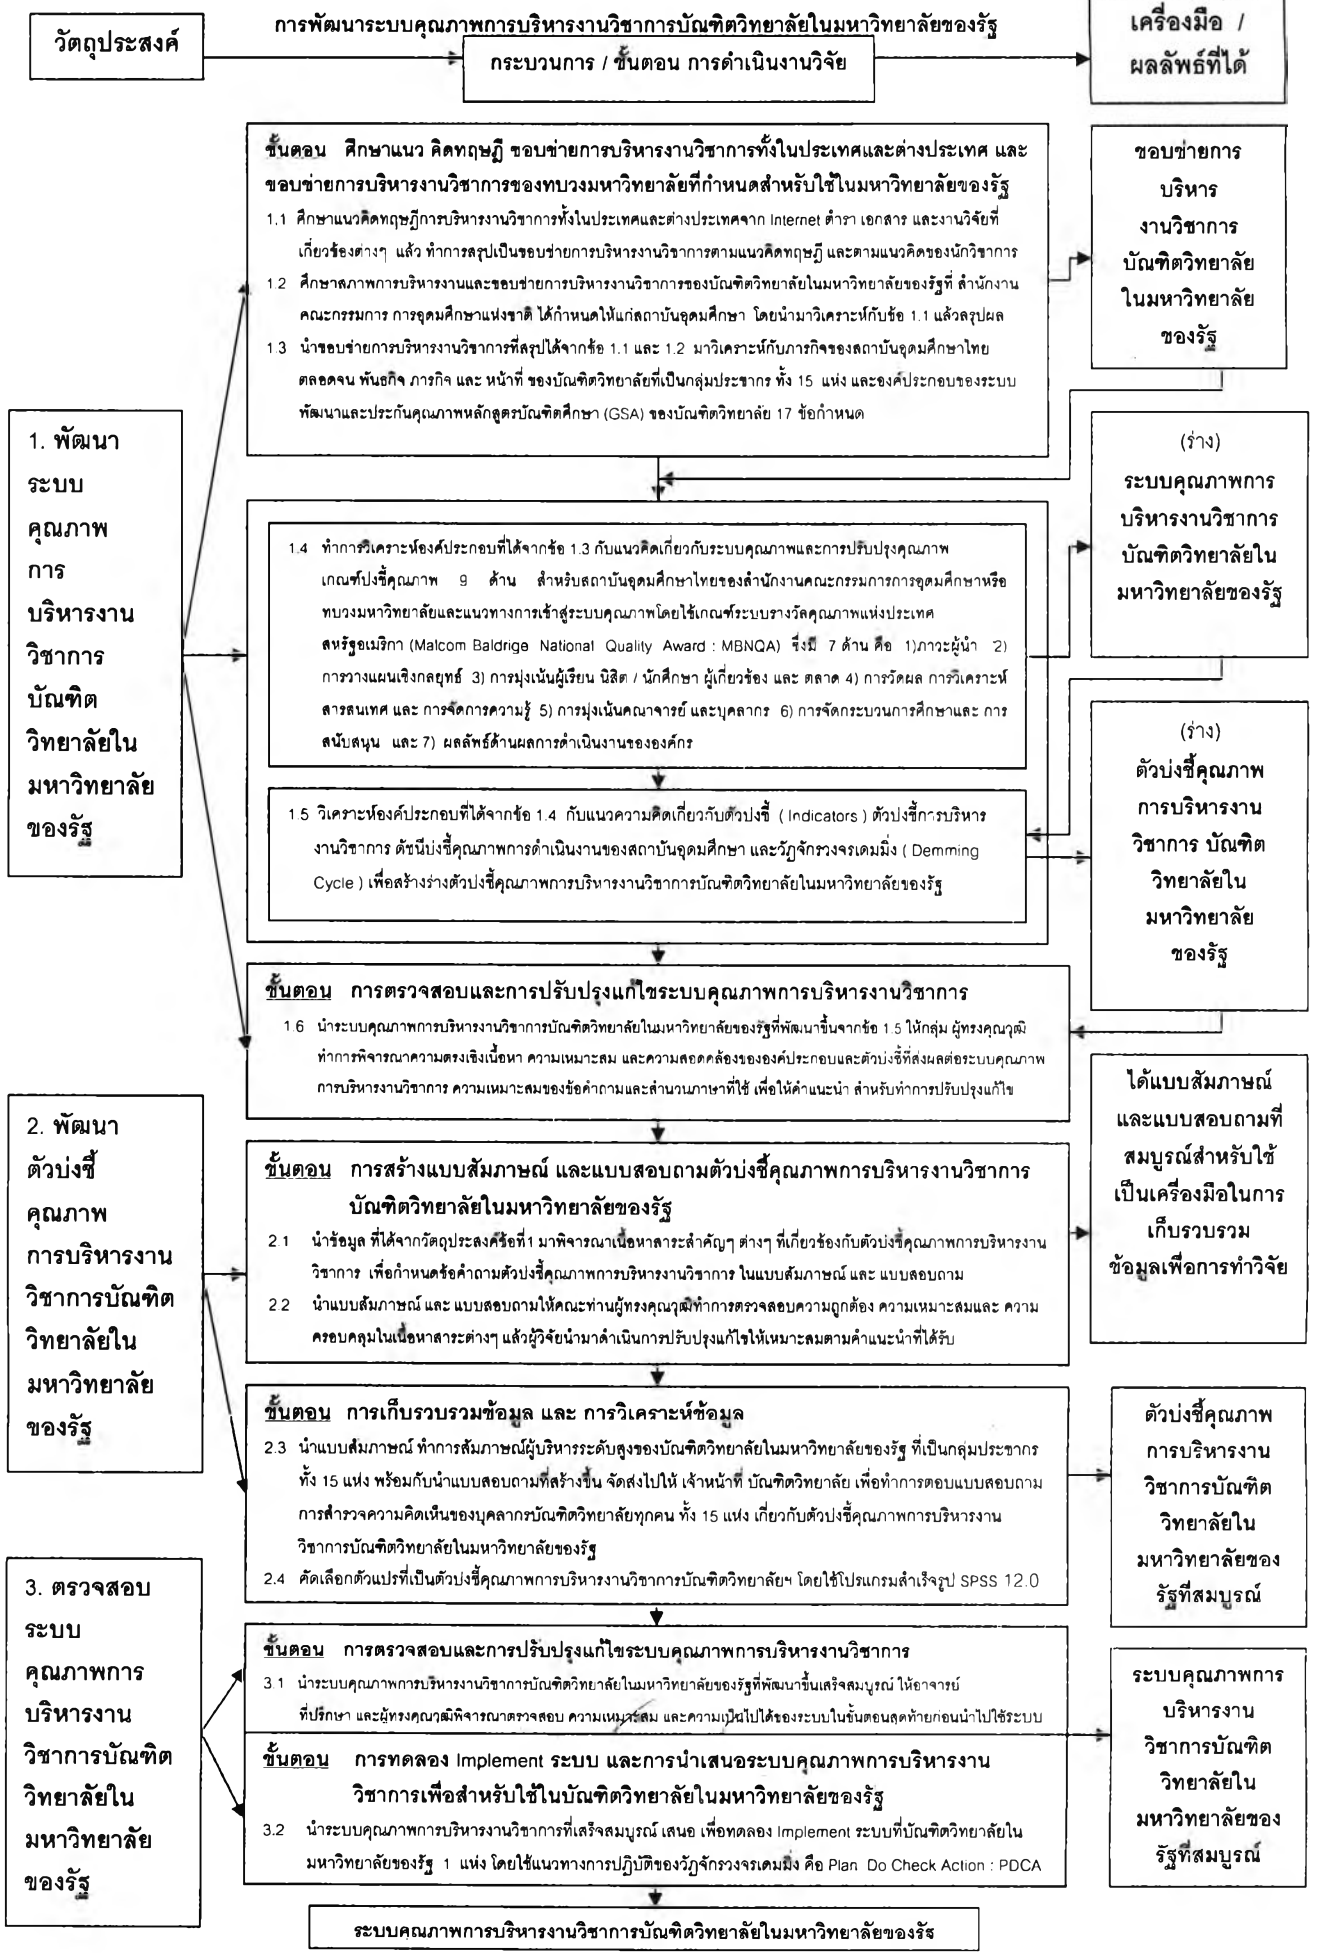 การพัฒนาระบบคุณภาพการบริหารงานวิชาการบัณฑิตวิทยาลัยในมหาวิทยาลัยของรัฐ
วัตถุประสงค์
กระบวนการ / ขั้นตอน การดำเนินงานวิจัย
เครื่องมือ /
ผลลัพธ์ที่ได้
ขั้นตอน ศึกษาแนว คิดทฤษฎี ขอบข่ายการบริหารงานวิชาการทั้งในประเทศและต่างประเทศ และ
ขอบข่ายการบริหารงานวิชาการของทบวงมหาวิทยาลัยที่กำหนดสำหรับใช้ในมหาวิทยาลัยของรัฐ
1.1 ศึกษาแนวคิดทฤษฎีการบริหารงานวิชาการทั้งในประเทศและต่างประเทศจาก Internet ตำรา เอกสาร และงานวิจัยที่
เกี่ยวข้องต่างๆ แล้ว ทำการสรุปเป็นขอบข่ายการบริหารงานวิชาการตามแนวคิดทฤษฎี และตามแนวคิดของนักวิชาการ
1.2 ศึกษาสภาพการบริหารงานและขอบข่ายการบริหารงานวิชาการของบัณฑิตวิทยาลัยในมหาวิทยาลัยของรัฐที่ สำนักงาน
คณะกรรมการ การอุดมศึกษาแห่งชาติ ได้กำหนดให้แก่สถาบันอุดมศึกษา โดยนำมาวิเคราะห์กับข้อ 1.1 แล้วสรุปผล
1.3 นำขอบข่ายการบริหารงานวิชาการที่สรุปได้จากข้อ 1.1 และ 1.2 มาวิเคราะห์กับภารกิจของสถาบันอุดมศึกษาไทย
ตลอดจน พันธกิจ ภารกิจ และ หน้าที่ ของบัณฑิตวิทยาลัยที่เป็นกลุ่มประชากร ทั้ง 15 แห่ง และองค์ประกอบของระบบ
พัฒนาและประกันคุณภาพหลักสูตรบัณฑิตศึกษา (GSA) ของบัณฑิตวิทยาลัย 17 ข้อกำหนด
ขอบข่ายการ
บริหาร
งานวิชาการ
บัณฑิตวิทยาลัย
ในมหาวิทยาลัย
ของรัฐ
1. พัฒนา
ระบบ
คุณภาพ
การ
บริหารงาน
วิชาการ
บัณฑิต
วิทยาลัยใน
มหาวิทยาลัย
ของรัฐ
1.4 ทำการวิเคราะห์องค์ประกอบที่ได้จากข้อ 1.3 กับแนวคิดเกี่ยวกับระบบคุณภาพและการปรับปรุงคุณภาพ
เกณฑ์บ่งชี้คุณภาพ 9 ด้าน สำหรับสถาบันอุดมศึกษาไทยของสำนักงานคณะกรรมการการอุดมศึกษาหรือ
ทบวงมหาวิทยาลัยและแนวทางการเข้าสู่ระบบคุณภาพโดยใช้เกณฑ์ระบบรางวัลคุณภาพแห่งประเทศ
สหรัฐอเมริกา (Malcom Baldrige National Quality Award : MBNQA) ซึ่งมี 7 ด้าน คือ 1)ภาวะผู้นำ 2)
การวางแผนเชิงกลยุทธ์ 3) การมุ่งเน้นผู้เรียน นิสิต / นักศึกษา ผู้เกี่ยวข้อง และ ตลาด 4) การวัดผล การวิเคราะห์
สารสนเทศ และ การจัดการความรู้ 5) การมุ่งเน้นคณาจารย์ และบุคลากร 6) การจัดกระบวนการศึกษาและ การ
สนับสนุน และ 7) ผลลัพธ์ด้านผลการดำเนินงานขององค์กร
(ร่าง)
ระบบคุณภาพการ
บริหารงานวิชาการ
บัณฑิตวิทยาลัยใน
มหาวิทยาลัยของรัฐ
1.5 วิเคราะห์องค์ประกอบที่ได้จากข้อ 1.4 กับแนวความคิดเกี่ยวกับตัวบ่งชี้ ( Indicators ) ตัวบ่งชี้การบริหาร
งานวิชาการ ดัชนีบ่งชี้คุณภาพการดำเนินงานของสถาบันอุดมศึกษา และวัฏจักรวงจรเดมมิ่ง ( Demming
Cycle ) เพื่อสร้างร่างตัวบ่งชี้คุณภาพการบริหารงานวิชาการบัณฑิตวิทยาลัยในมหาวิทยาลัยของรัฐ
(ร่าง)
ตัวบ่งชี้คุณภาพ
การบริหารงาน
วิชาการ บัณฑิต
วิทยาลัยใน
มหาวิทยาลัย
ของรัฐ
ขั้นตอน การตรวจสอบและการปรับปรุงแก้ไขระบบคุณภาพการบริหารงานวิชาการ
1.6 นำระบบคุณภาพการบริหารงานวิชาการบัณฑิตวิทยาลัยในมหาวิทยาลัยของรัฐที่พัฒนาขึ้นจากข้อ 1.5 ให้กลุ่ม ผู้ทรงคุณวุฒิ
ทำการพิจารณาความตรงเชิงเนื้อหา ความเหมาะสม และความสอดคล้องขององค์ประกอบและตัวบ่งชี้ที่ส่งผลต่อระบบคุณภาพ
การบริหารงานวิชาการ ความเหมาะสมของข้อคำถามและสำนวนภาษาที่ใช้ เพื่อให้คำแนะนำ สำหรับทำการปรับปรุงแก้ไข
2. พัฒนา
ตัวบ่งชี้
คุณภาพ
การบริหารงาน
วิชาการบัณฑิต
วิทยาลัยใน
มหาวิทยาลัย
ของรัฐ
ขั้นตอน การสร้างแบบสัมภาษณ์ และแบบสอบถามตัวบ่งชี้คุณภาพการบริหารงานวิชาการ
บัณฑิตวิทยาลัยในมหาวิทยาลัยของรัฐ
2.1 นำข้อมูล ที่ได้จากวัตถุประสงค์ข้อที่1 มาพิจารณาเนื้อหาสาระสำคัญๆ ต่างๆ ที่เกี่ยวข้องกับตัวบ่งชี้คุณภาพการบริหารงาน
วิชาการ เพื่อกำหนดข้อคำถามตัวบ่งชี้คุณภาพการบริหารงานวิชาการ ในแบบสัมภาษณ์ และ แบบสอบถาม
2.2 นำแบบสัมภาษณ์ และ แบบสอบถามให้คณะท่านผู้ทรงคุณวุฒิทำการตรวจสอบความถูกต้อง ความเหมาะสมและ ความ
ครอบคลุมในเนื้อหาสาระต่างๆ แล้วผู้วิจัยนำมาดำเนินการปรับปรุงแก้ไขให้เหมาะสมตามคำแนะนำที่ได้รับ
ได้แบบสัมภาษณ์
และแบบสอบถามที่
สมบูรณ์สำหรับใช้
เป็นเครื่องมือในการ
เก็บรวบรวม
ข้อมูลเพื่อการทำวิจัย
ขั้นตอน การเก็บรวบรวมข้อมูล และ การวิเคราะห์ข้อมูล
2.3 นำแบบสัมภาษณ์ ทำการสัมภาษณ์ผู้บริหารระดับสูงของบัณฑิตวิทยาลัยในมหาวิทยาลัยของรัฐ ที่เป็นกลุ่มประชากร
ทั้ง 15 แห่ง พร้อมกับนำแบบสอบถามที่สร้างขึ้น จัดส่งไปให้ เจ้าหน้าที่ บัณฑิตวิทยาลัย เพื่อทำการตอบแบบสอบถาม
การสำรวจความคิดเห็นของบุคลากรบัณฑิตวิทยาลัยทุกคน ทั้ง 15 แห่ง เกี่ยวกับตัวบ่งชี้คุณภาพการบริหารงาน
วิชาการบัณฑิตวิทยาลัยในมหาวิทยาลัยของรัฐ
2.4 คัดเลือกตัวแปรที่เป็นตัวบ่งชี้คุณภาพการบริหารงานวิชาการบัณฑิตวิทยาลัยฯ โดยใช้โปรแกรมสำเร็จรูป SPSS 12.0
ตัวบ่งชี้คุณภาพ
การบริหารงาน
วิชาการบัณฑิต
วิทยาลัยใน
มหาวิทยาลัยของ
รัฐที่สมบูรณ์
3. ตรวจสอบ
ระบบ
คุณภาพการ
บริหารงาน
วิชาการบัณฑิต
วิทยาลัยใน
มหาวิทยาลัย
ของรัฐ
ขั้นตอน การตรวจสอบและการปรับปรุงแก้ไขระบบคุณภาพการบริหารงานวิชาการ
3.1 นำระบบคุณภาพการบริหารงานวิชาการบัณฑิตวิทยาลัยในมหาวิทยาลัยของรัฐที่พัฒนาขึ้นเสร็จสมบูรณ์ ให้อาจารย์
ที่ปรึกษา และผู้ทรงคุณวุฒิพิจารณาตรวจสอบ ความเหมาะสม และความเป็นไปได้ของระบบในขั้นตอนสุดท้ายก่อนนำไปใช้ระบบ
ขั้นตอน การทดลอง Implement ระบบ และการนำเสนอระบบคุณภาพการบริหารงาน
วิชาการเพื่อสำหรับใช้ในบัณฑิตวิทยาลัยในมหาวิทยาลัยของรัฐ
3.2 นำระบบคุณภาพการบริหารงานวิชาการที่เสร็จสมบูรณ์ เสนอ เพื่อทดลอง Implement ระบบที่บัณฑิตวิทยาลัยใน
มหาวิทยาลัยของรัฐ 1 แห่ง โดยใช้แนวทางการปฏิบัติของวัฏจักรวงจรเดมมิ่ง คือ Plan Do Check Action : PDCA
ระบบคุณภาพการ
บริหารงาน
วิชาการบัณฑิต
วิทยาลัยใน
มหาวิทยาลัยของ
รัฐที่สมบูรณ์
ระบบคุณภาพการบริหารงานวิชาการบัณฑิตวิทยาลัยในมหาวิทยาลัยของรัฐ